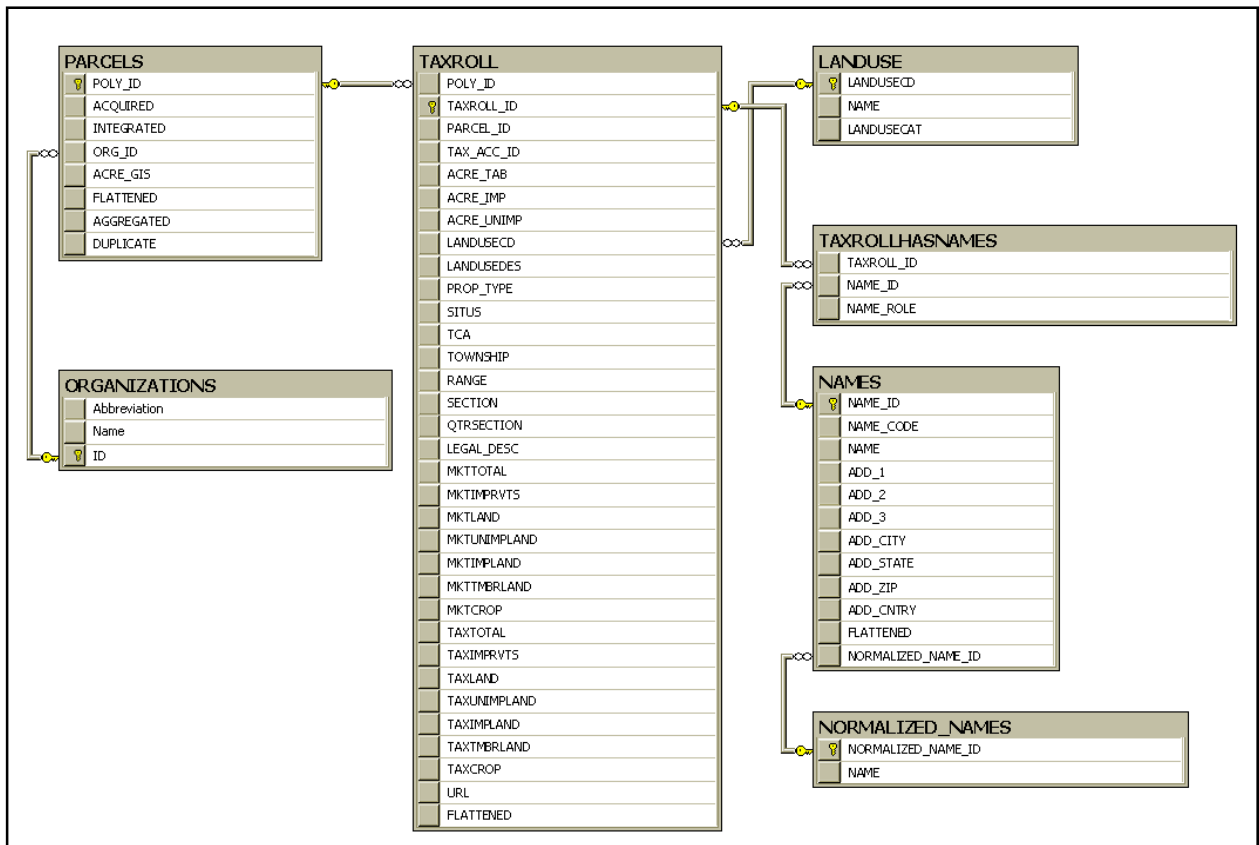 PARCELS
POLY_ID
ACQUIRED
INTEGRATED
ORG_ID
ACRE_GIS
FLATTENED
AGGREGATED
DUPLICATE
ORGANIZATIONS
Abbreviation
Name
ID
TAXROLL
POLY_ID
TAXROLL_ID
PARCEL_ID
TAX_ACC_ID
ACRE_TAB
ACRE_IMP
ACRE_UNIMP
LANDUSECD
LANDUSEDES
PROP_TYPE
SITUS
TCA
TOWNSHIP
RANGE
SECTION
QTRSECTION
LEGAL_DESC
MKTTOTAL
MKTIMPRVTS
MKTLAND
MKTUNIMPLAND
MKTIMPLAND
MKTTMBRLAND
MKTCROP
TAXTOTAL
TAXIMPRVTS
TAXLAND
TAXUNIMPLAND
TAXIMPLAND
TAXTMBRLAND
TAXCROP
URL
FLATTENED
LANDUSE
LANDUSECD
NAME
LANDUSECAT
TAXROLLHASNAMES
TAXROLL_ID
NAME_ID
NAME_ROLE
NAMES
NAME_ID
NAME_CODE
NAME
ADD_1
ADD_2
ADD_3
ADD_CITY
ADD_STATE
ADD_ZIP
ADD_CNTRY
FLATTENED
NORMALIZED_NAME_ID
NORMALIZED_NAMES
NORMALIZED_NAME_ID
NAME